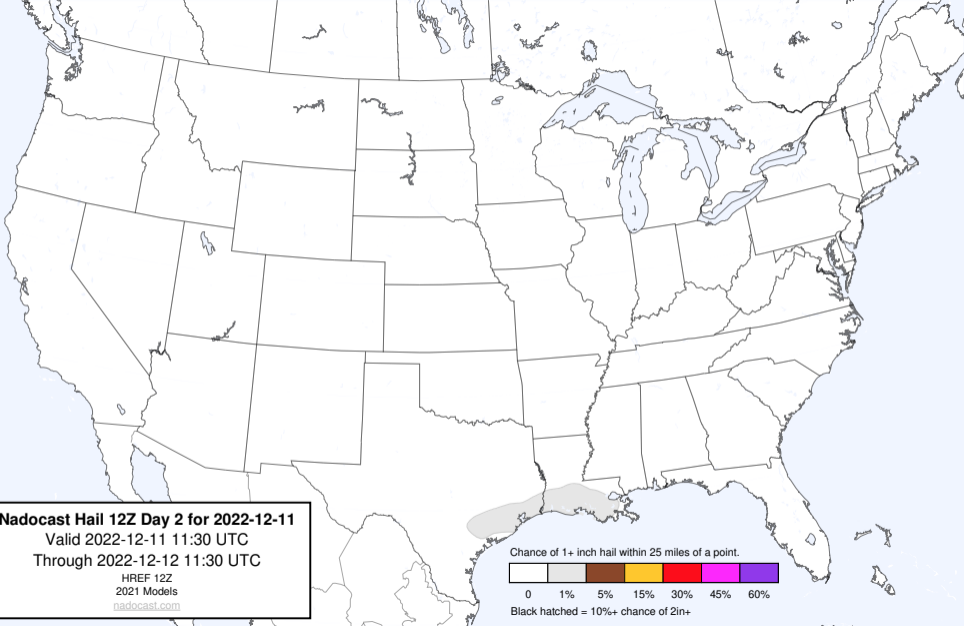 Nadocast Hail 12Z Day 2 for 2022-12-11
Valid 2022-12-11 11:30 UTC
Through 2022-12-12 11:30 UTC
HREF 12Z
2021 Models
nadocast.com
Chance of 1+ inch hail within 25 miles of a point.
0 1% 5% 15% 30% 45% 60%
Black hatched = 10%+ chance of 2in+